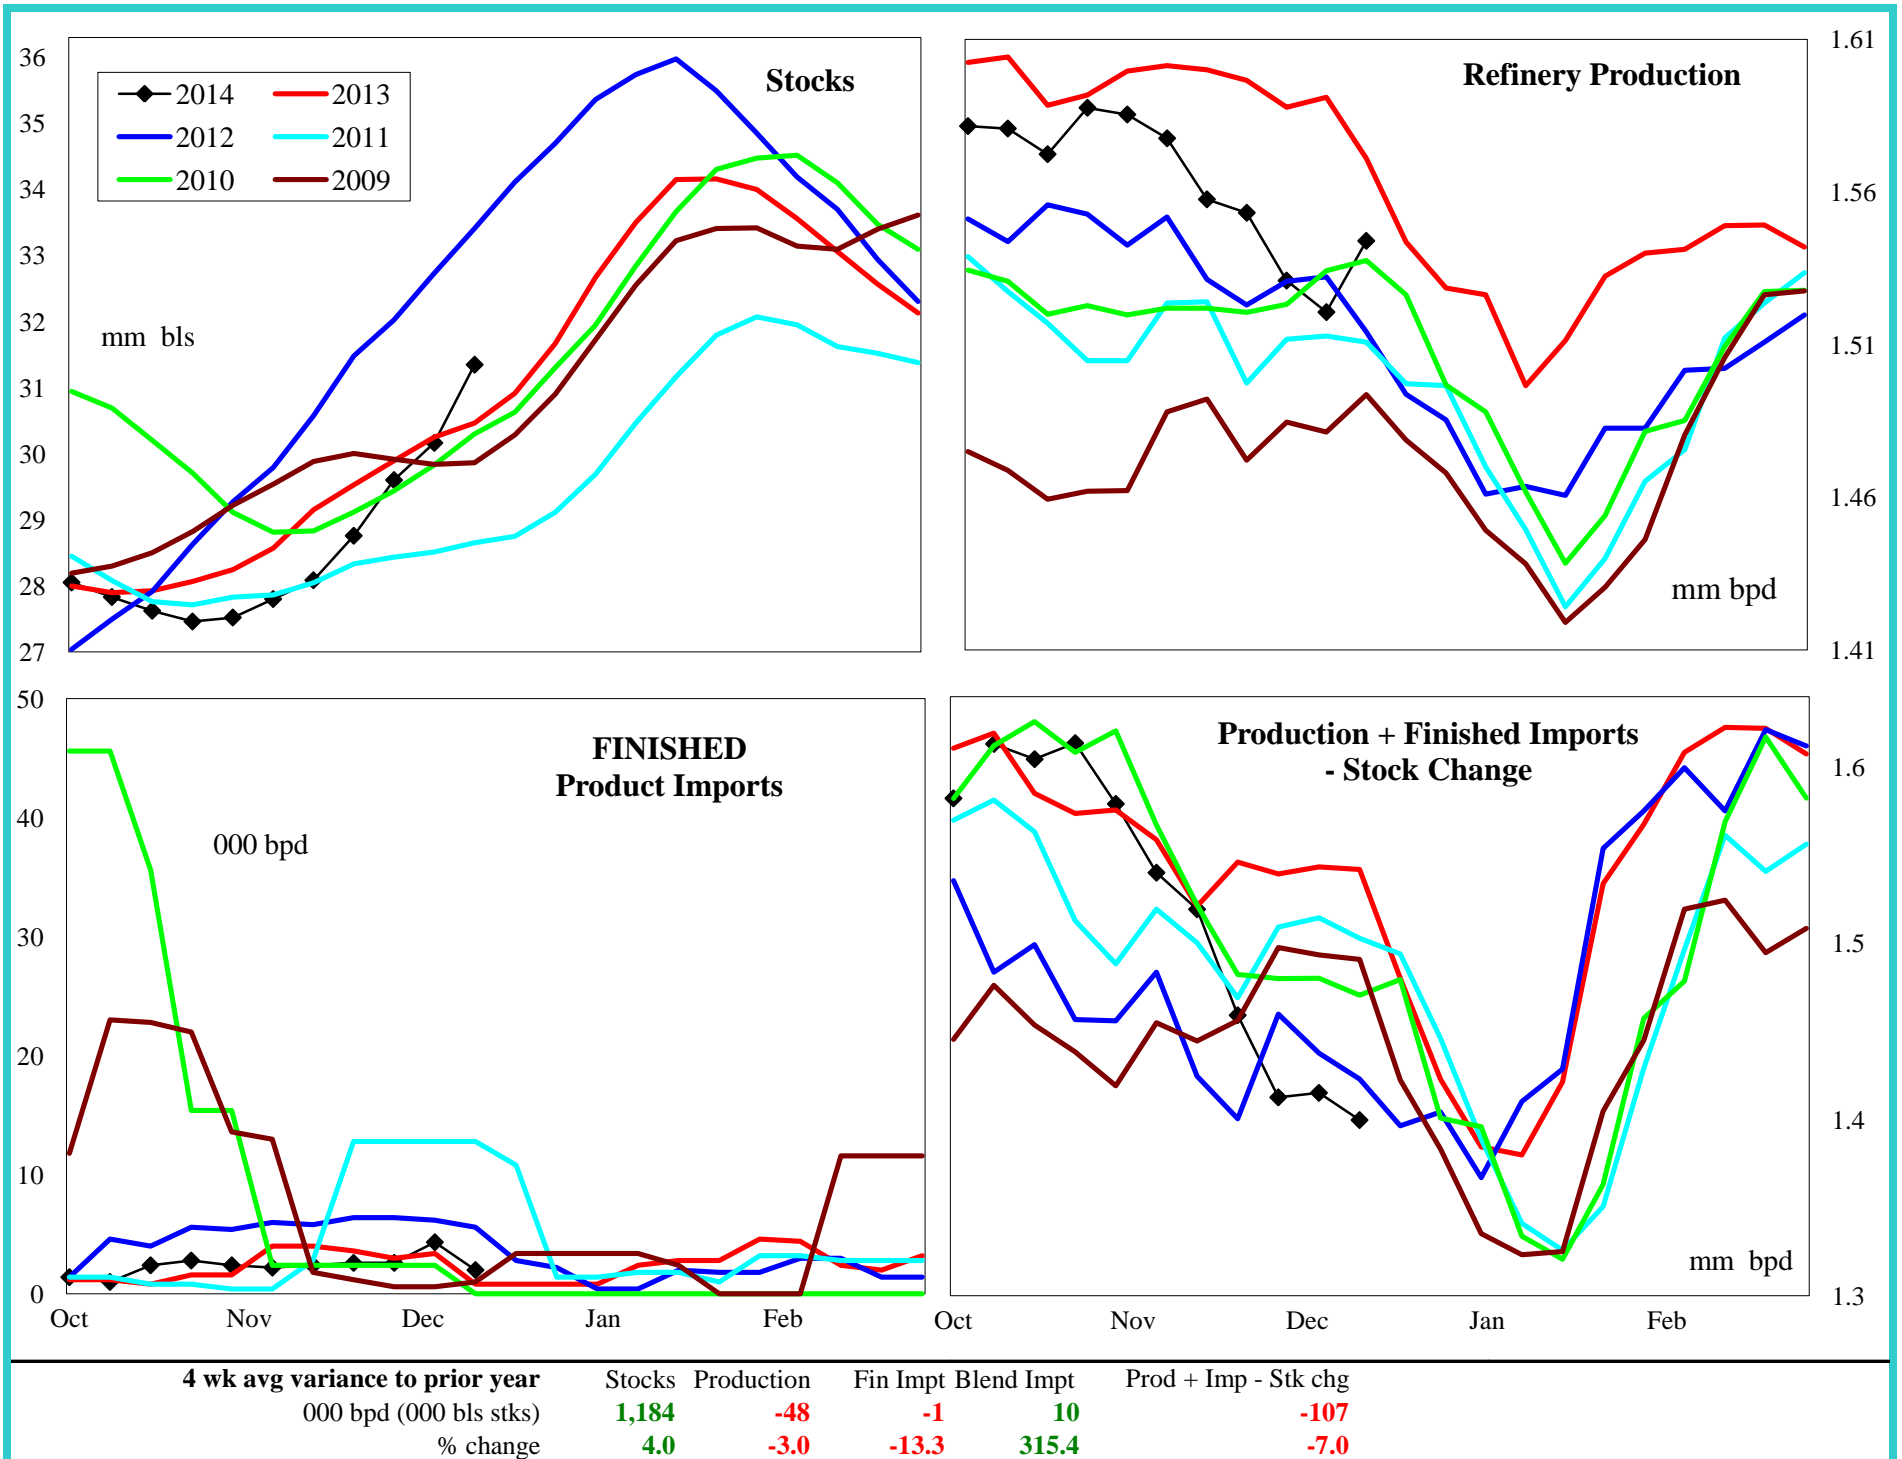 36
35
34
33
32
31
30
29
28
27
Stocks
2014 2013
2012 2011
2010 2009
mm bls
Refinery Production
mm bpd
1.61
1.56
1.51
1.46
1.41
50
40
30
20
10
0
FINISHED
Product Imports
000 bpd
Oct Nov Dec Jan Feb
Production + Finished Imports
- Stock Change
mm bpd
1.6
1.5
1.4
1.3
Oct Nov Dec Jan Feb
4 wk avg variance to prior year Stocks Production Fin Impt Blend Impt Prod + Imp - Stk chg
000 bpd (000 bls stks) 1,184 -48 -1 10 -107
% change 4.0 -3.0 -13.3 315.4 -7.0